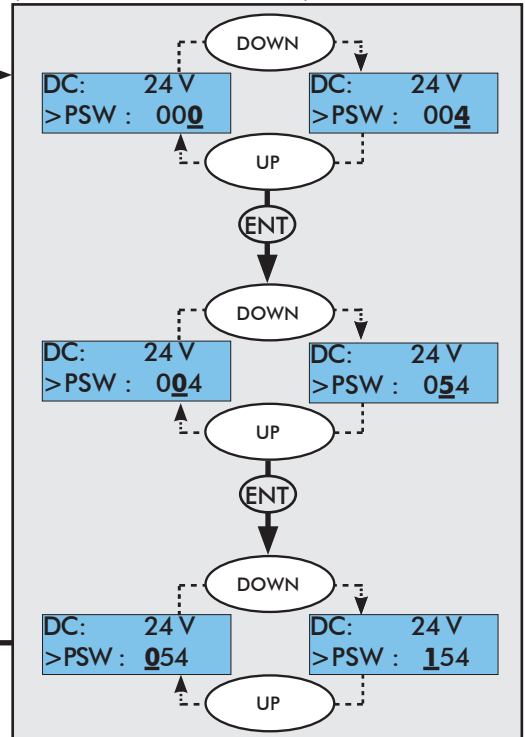 DOWN
DC: 24 V
>PSW : 000
DC: 24 V
>PSW : 004
UP
ENT
DOWN
DC: 24 V
>PSW : 004
DC: 24 V
>PSW : 054
UP
ENT
DOWN
DC: 24 V
>PSW : 054
DC: 24 V
>PSW : 154
UP